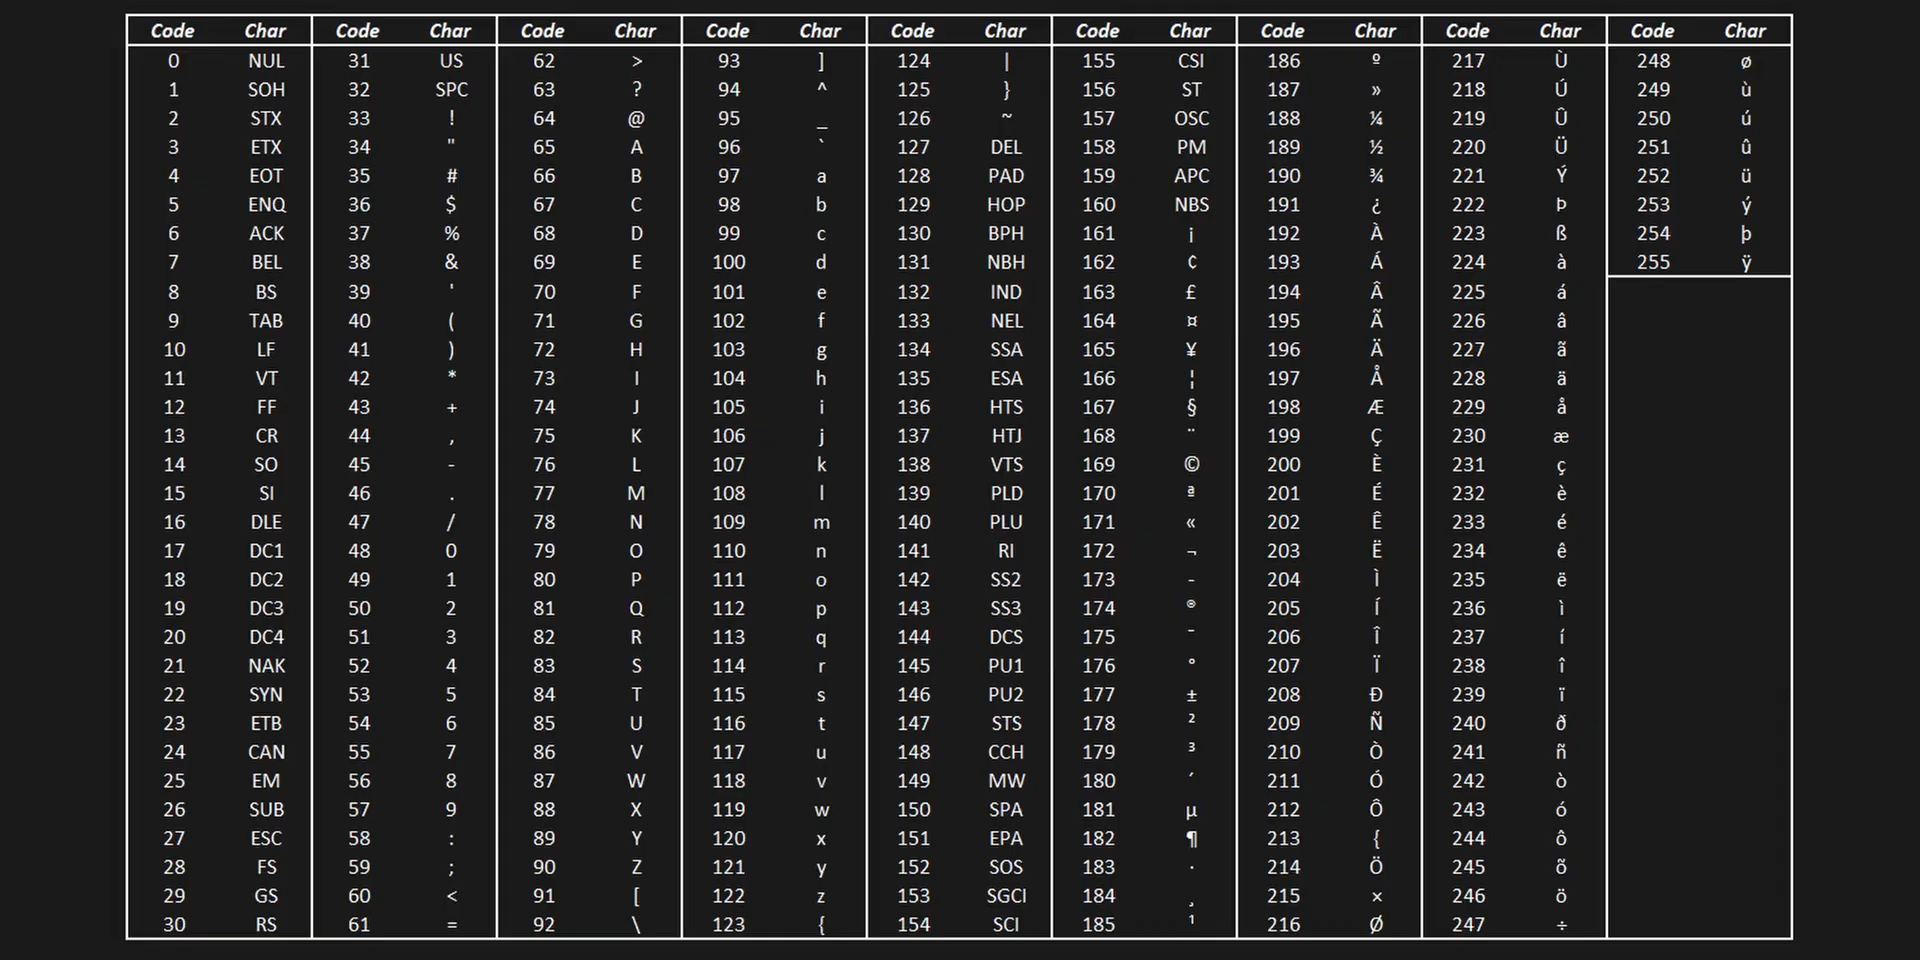 Code Char Code Char Code Char Code Char Code Char Code Char Code Char Code Char Code Char
0 NUL 31 US 62 > 93 ] 124 | 155 CSI 186 º 217 Ù 248 ø
1 SOH 32 SPC 63 ? 94 ^ 125 } 156 ST 187 » 218 Ú 249 ù
2 STX 33 ! 64 @ 95 _ 126 ~ 157 OSC 188 ¼ 219 Û 250 ú
3 ETX 34 " 65 A 96 ` 127 DEL 158 PM 189 ½ 220 Ü 251 û
4 EOT 35 # 66 B 97 a 128 PAD 159 APC 190 ¾ 221 Ý 252 ü
5 ENQ 36 $ 67 C 98 b 129 HOP 160 NBS 191 ¿ 222 Þ 253 ý
6 ACK 37 % 68 D 99 c 130 BPH 161 ¡ 192 À 223 ß 254 þ
7 BEL 38 & 69 E 100 d 131 NBH 162 ¢ 193 Á 224 à 255 ÿ
8 BS 39 ' 70 F 101 e 132 IND 163 £ 194 Â 225 á
9 TAB 40 ( 71 G 102 f 133 NEL 164 ¤ 195 Ã 226 â
10 LF 41 ) 72 H 103 g 134 SSA 165 ¥ 196 Ä 227 ã
11 VT 42 * 73 I 104 h 135 ESA 166 ¦ 197 Å 228 ä
12 FF 43 + 74 J 105 i 136 HTS 167 § 198 Æ 229 å
13 CR 44 , 75 K 106 j 137 HTJ 168 ¨ 199 Ç 230 æ
14 SO 45 - 76 L 107 k 138 VTS 169 © 200 È 231 ç
15 SI 46 . 77 M 108 l 139 PLD 170 ª 201 É 232 è
16 DLE 47 / 78 N 109 m 140 PLU 171 « 202 Ê 233 é
17 DC1 48 0 79 O 110 n 141 RI 172 ¬ 203 Ë 234 ê
18 DC2 49 1 80 P 111 o 142 SS2 173 - 204 Ì 235 ë
19 DC3 50 2 81 Q 112 p 143 SS3 174 ® 205 Í 236 ì
20 DC4 51 3 82 R 113 q 144 DCS 175 ¯ 206 Î 237 í
21 NAK 52 4 83 S 114 r 145 PU1 176 ° 207 Ï 238 î
22 SYN 53 5 84 T 115 s 146 PU2 177 ± 208 Ð 239 ï
23 ETB 54 6 85 U 116 t 147 STS 178 ² 209 Ñ 240 ð
24 CAN 55 7 86 V 117 u 148 CCH 179 ³ 210 Ò 241 ñ
25 EM 56 8 87 W 118 v 149 MW 180 ´ 211 Ó 242 ò
26 SUB 57 9 88 X 119 w 150 SPA 181 µ 212 Ô 243 ó
27 ESC 58 : 89 Y 120 x 151 EPA 182 ¶ 213 { 244 ô
28 FS 59 ; 90 Z 121 y 152 SOS 183 · 214 Ö 245 õ
29 GS 60 < 91 [ 122 z 153 SGCI 184 ¸ 215 × 246 ö
30 RS 61 = 92 \ 123 { 154 SCI 185 ¹ 216 Ø 247 ÷